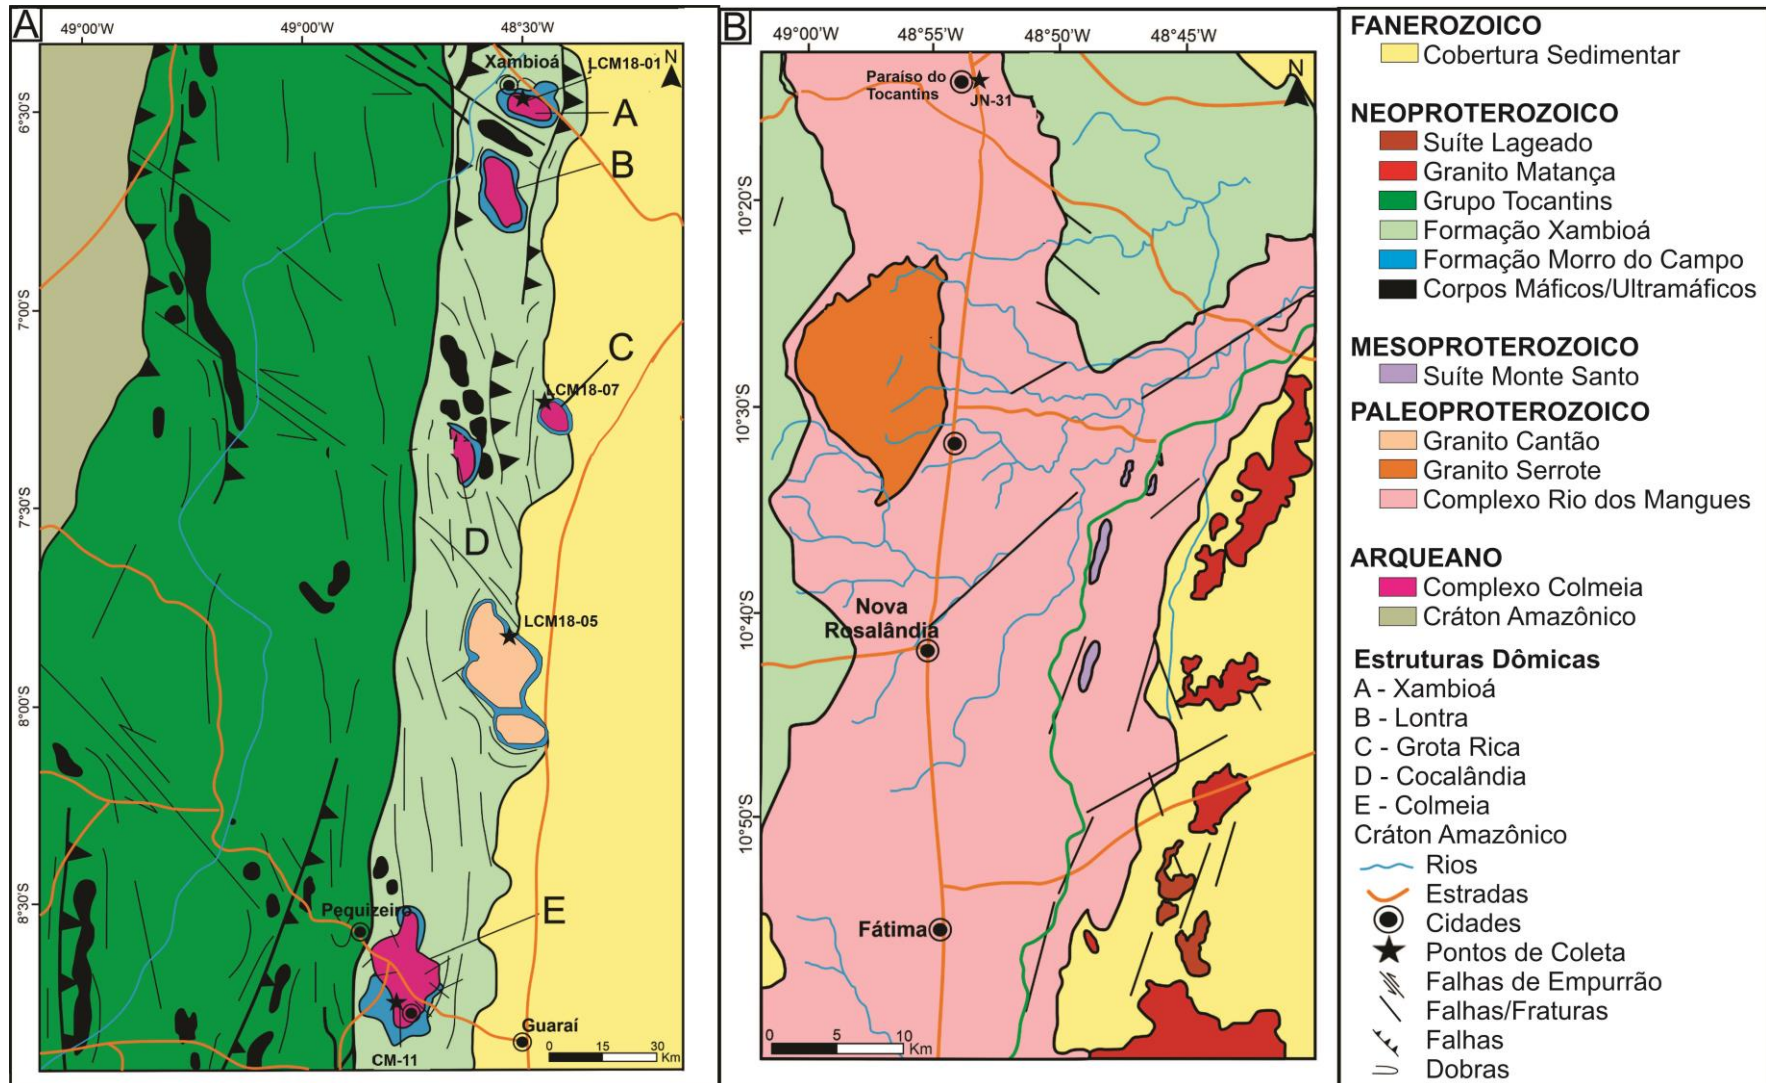 A
49°00'W
49°00'W
48°30'W
6°30'S
7°00'S
7°30'S
8°00'S
8°30'S
Xambioá
LCM18-01
N
A
B
C
LCM18-07
D
LCM18-05
Pequizeiro
E
Guaraí
CM-11
0 15 30
Km
B
49°00'W
48°55'W
48°50'W
48°45'W
10°20'S
10°30'S
10°40'S
10°50'S
Paraíso do
Tocantins
JN-31
N
Nova
Rosalândia
Fátima
0 5 10
Km
FANEROZOICO
Cobertura Sedimentar
NEOPROTEROZOICO
Suíte Lageado
Granito Matança
Grupo Tocantins
Formação Xambioá
Formação Morro do Campo
Corpos Máficos/Ultramáficos
MESOPROTEROZOICO
Suíte Monte Santo
PALEOPROTEROZOICO
Granito Cantão
Granito Serrote
Complexo Rio dos Mangues
ARQUEANO
Complexo Colmeia
Cráton Amazônico
Estruturas Dômicas
A - Xambioá
B - Lontra
C - Grota Rica
D - Cocalândia
E - Colmeia
Cráton Amazônico
Rios
Estradas
Cidades
Pontos de Coleta
Falhas de Empurrão
Falhas/Fraturas
Falhas
Dobras